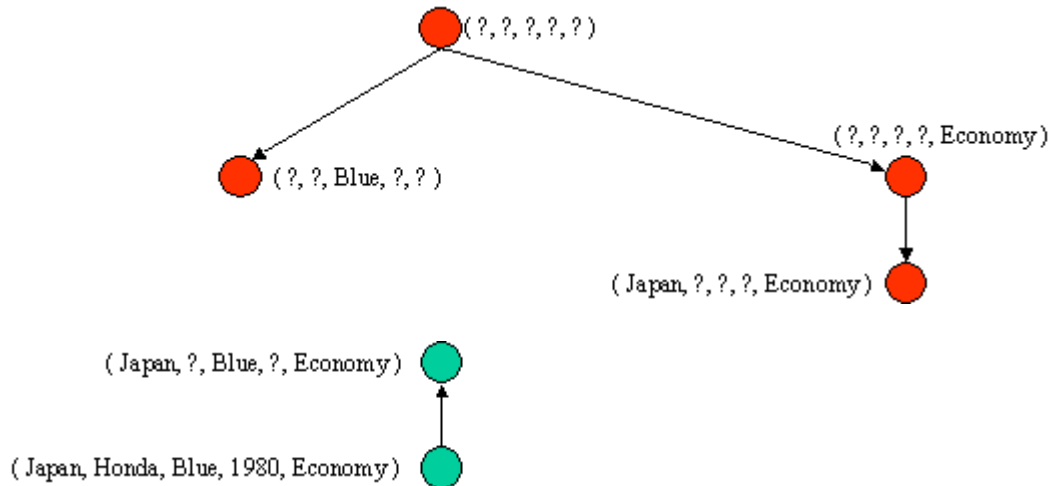 ( ?, ?, ?, ?, ? )
( ?, ?, ?, ?, Economy )
( ?, ?, Blue, ?, ? )
( Japan, ?, ?, ?, Economy )
( Japan, ?, Blue, ?, Economy )
( Japan, Honda, Blue, 1980, Economy )